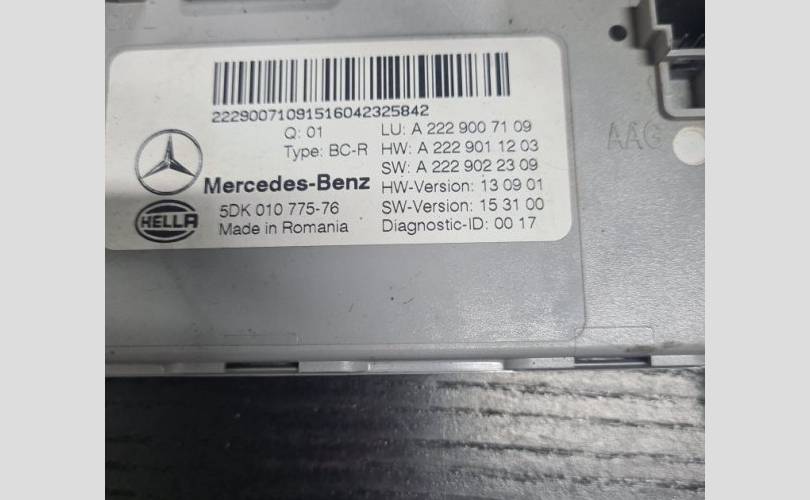 22290071091516042325842
Q: 01
Type: BC-R
LU: A 222 900 71 09
HW: A 222 901 12 03
SW: A 222 902 23 09
Mercedes-Benz
HW-Version: 13 09 01
HELLA
5DK 010 775-76
SW-Version: 15 31 00
Made in Romania
Diagnostic-ID: 00 17
AAG